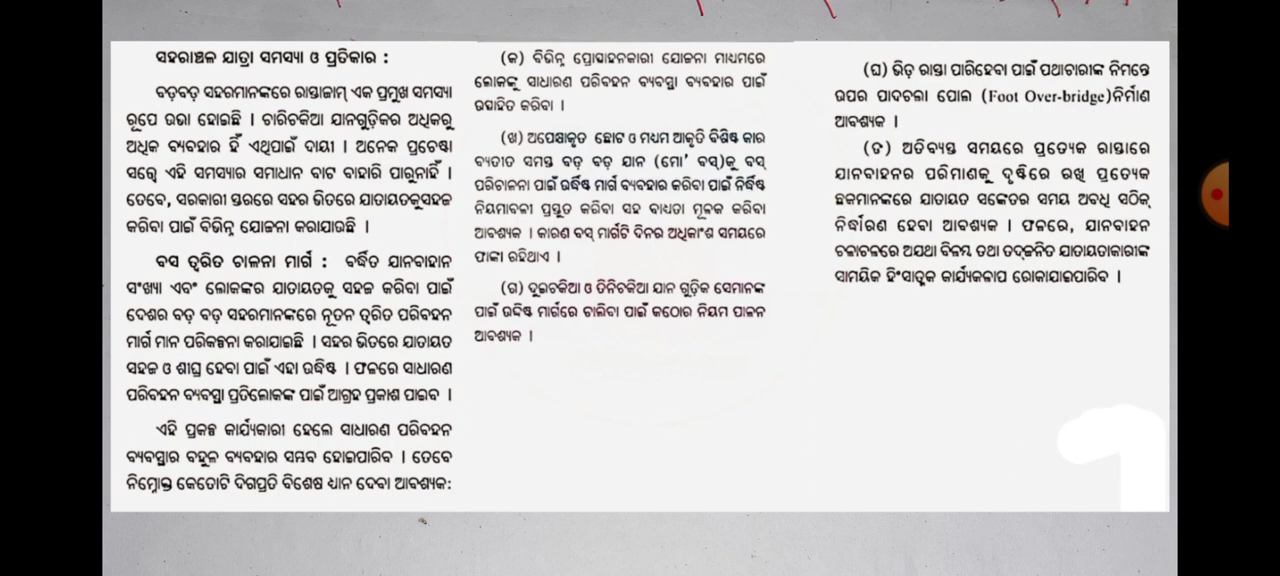 ସହରାଞ୍ଚଳ ଯାତ୍ରା ସମସ୍ୟା ଓ ପ୍ରତିକାର :
ବଡ଼ବଡ଼ ସହରମାନଙ୍କରେ ରାସ୍ତାଜାମ୍ ଏକ ପ୍ରମୁଖ ସମସ୍ୟା
ରୂପେ ଉଭା ହୋଇଛି । ଚାରିଚକିଆ ଯାନଗୁଡ଼ିକର ଅଧିକରୁ
ଅଧିକ ବ୍ୟବହାର ହିଁ ଏଥିପାଇଁ ଦାୟୀ । ଅନେକ ପ୍ରଚେଷ୍ଟା
ସତ୍ତ୍ୱେ ଏହି ସମସ୍ୟାର ସମାଧାନ ବାଟ ବାହାରି ପାରୁନାହିଁ ।
ତେବେ, ସରକାରୀ ସ୍ତରରେ ସହର ଭିତରେ ଯାତାୟତକୁସହଜ
କରିବା ପାଇଁ ବିଭିନ୍ନ ଯୋଜନା କରାଯାଉଛି ।
ବସ ତ୍ୱରିତ ଚାଳନା ମାର୍ଗ : ବର୍ଦ୍ଧିତ ଯାନବାହାନ
ସଂଖ୍ୟା ଏବଂ ଲୋକଙ୍କର ଯାତାୟତକୁ ସହଜ କରିବା ପାଇଁ
ଦେଶର ବଡ଼ ବଡ଼ ସହରମାନଙ୍କରେ ନୂତନ ତ୍ୱରିତ ପରିବହନ
ମାର୍ଗ ମାନ ପରିକଳ୍ପନା କରାଯାଇଛି । ସହର ଭିତରେ ଯାତାୟତ
ସହଜ ଓ ଶୀଘ୍ର ହେବା ପାଇଁ ଏହା ଉଦ୍ଧିଷ୍ଟ । ଫଳରେ ସାଧାରଣ
ପରିବହନ ବ୍ୟବସ୍ଥା ପ୍ରତିଲୋକଙ୍କ ପାଇଁ ଆଗ୍ରହ ପ୍ରକାଶ ପାଇବ ।
ଏହି ପ୍ରକଳ୍ପ କାର୍ଯ୍ୟକାରୀ ହେଲେ ସାଧାରଣ ପରିବହନ
ବ୍ୟବସ୍ଥାର ବହୁଳ ବ୍ୟବହାର ସମ୍ଭବ ହୋଇପାରିବ । ତେବେ
ନିମ୍ନୋକ୍ତ କେତୋଟି ଦିଗପ୍ରତି ବିଶେଷ ଧ୍ୟାନ ଦେବା ଆବଶ୍ୟକ:
(କ) ବିଭିନ୍ନ ପ୍ରୋତ୍ସାହନକାରୀ ଯୋଜନା ମାଧ୍ୟମରେ
ଲୋକଙ୍କୁ ସାଧାରଣ ପରିବହନ ବ୍ୟବସ୍ଥା ବ୍ୟବହାର ପାଇଁ
ଉତ୍ସାହିତ କରିବା ।
(ଖ) ଅପେକ୍ଷାକୃତ ଛୋଟ ଓ ମଧ୍ୟମ ଆକୃତି ବିଶିଷ୍ଟ କାର
ବ୍ୟତୀତ ସମସ୍ତ ବଡ଼ ବଡ଼ ଯାନ (ମୋ' ବସ୍)କୁ ବସ୍
ପରିଚାଳନା ପାଇଁ ଉର୍ଦ୍ଧିଷ୍ଟ ମାର୍ଗ ବ୍ୟବହାର କରିବା ପାଇଁ ନିର୍ଦ୍ଧିଷ୍ଟ
ନିୟମାବଳୀ ପ୍ରସ୍ତୁତ କରିବା ସହ ବାଧ୍ୟତା ମୂଳକ କରିବା
ଆବଶ୍ୟକ । କାରଣ ବସ୍ ମାର୍ଗଟି ଦିନର ଅଧିକାଂଶ ସମୟରେ
ଫାଙ୍କା ରହିଥାଏ ।
(ଗ) ଦୁଇଚକିଆ ଓ ତିନିଚକିଆ ଯାନ ଗୁଡ଼ିକ ସେମାନଙ୍କ
ପାଇଁ ଉଦ୍ଦିଷ୍ଟ ମାର୍ଗରେ ଚାଲିବା ପାଇଁ କଠୋର ନିୟମ ପାଳନ
ଆବଶ୍ୟକ ।
(ଘ) ଭିଡ଼ ରାସ୍ତା ପାରିହେବା ପାଇଁ ପଥଚାରୀଙ୍କ ନିମନ୍ତେ
ଉପର ପାଦଚଲା ପୋଲ (Foot Over-bridge)ନିର୍ମାଣ
ଆବଶ୍ୟକ ।
(ଙ) ଅତିବ୍ୟସ୍ତ ସମୟରେ ପ୍ରତ୍ୟେକ ରାସ୍ତାରେ
ଯାନବାହନର ପରିମାଣକୁ ଦୃଷ୍ଟିରେ ରଖି ପ୍ରତ୍ୟେକ
ଛକମାନଙ୍କରେ ଯାତାୟତ ସଙ୍କେତର ସମୟ ଅବଧି ସଠିକ୍
ନିର୍ଦ୍ଧାରଣ ହେବା ଆବଶ୍ୟକ । ଫଳରେ, ଯାନବାହନ
ଚଳାଚଳରେ ଅଯଥା ବିଳମ୍ବ ତଥା ତଦ୍‌ଜନିତ ଯାତାୟତାକାରୀଙ୍କ
ସାମୟିକ ହିଂସାତ୍ମକ କାର୍ଯ୍ୟକଳାପ ରୋକାଯାଇପାରିବ ।
1